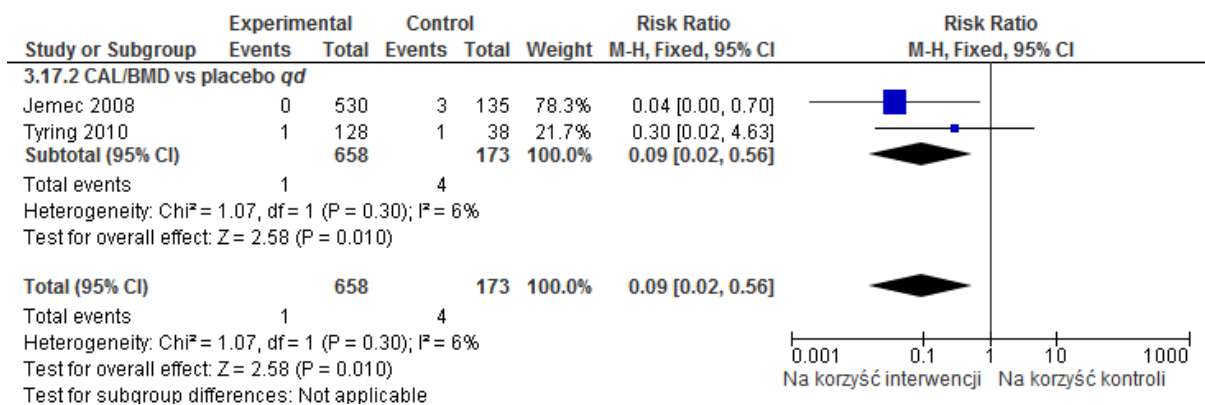 Experimental Control Risk Ratio Risk Ratio
Study or Subgroup Events Total Events Total Weight M-H, Fixed, 95% CI M-H, Fixed, 95% CI
3.17.2 CAL/BMD vs placebo qd
Jemec 2008 0 530 3 135 78.3% 0.04 [0.00, 0.70]
Tyring 2010 1 128 1 38 21.7% 0.30 [0.02, 4.63]
Subtotal (95% CI) 658 173 100.0% 0.09 [0.02, 0.56]
Total events 1 4
Heterogeneity: Chi² = 1.07, df = 1 (P = 0.30); I² = 6%
Test for overall effect: Z = 2.58 (P = 0.010)
Total (95% CI) 658 173 100.0% 0.09 [0.02, 0.56]
Total events 1 4
Heterogeneity: Chi² = 1.07, df = 1 (P = 0.30); I² = 6%
Test for overall effect: Z = 2.58 (P = 0.010)
Test for subgroup differences: Not applicable
0.001 0.1 1 10 1000
Na korzyść interwencji Na korzyść kontroli